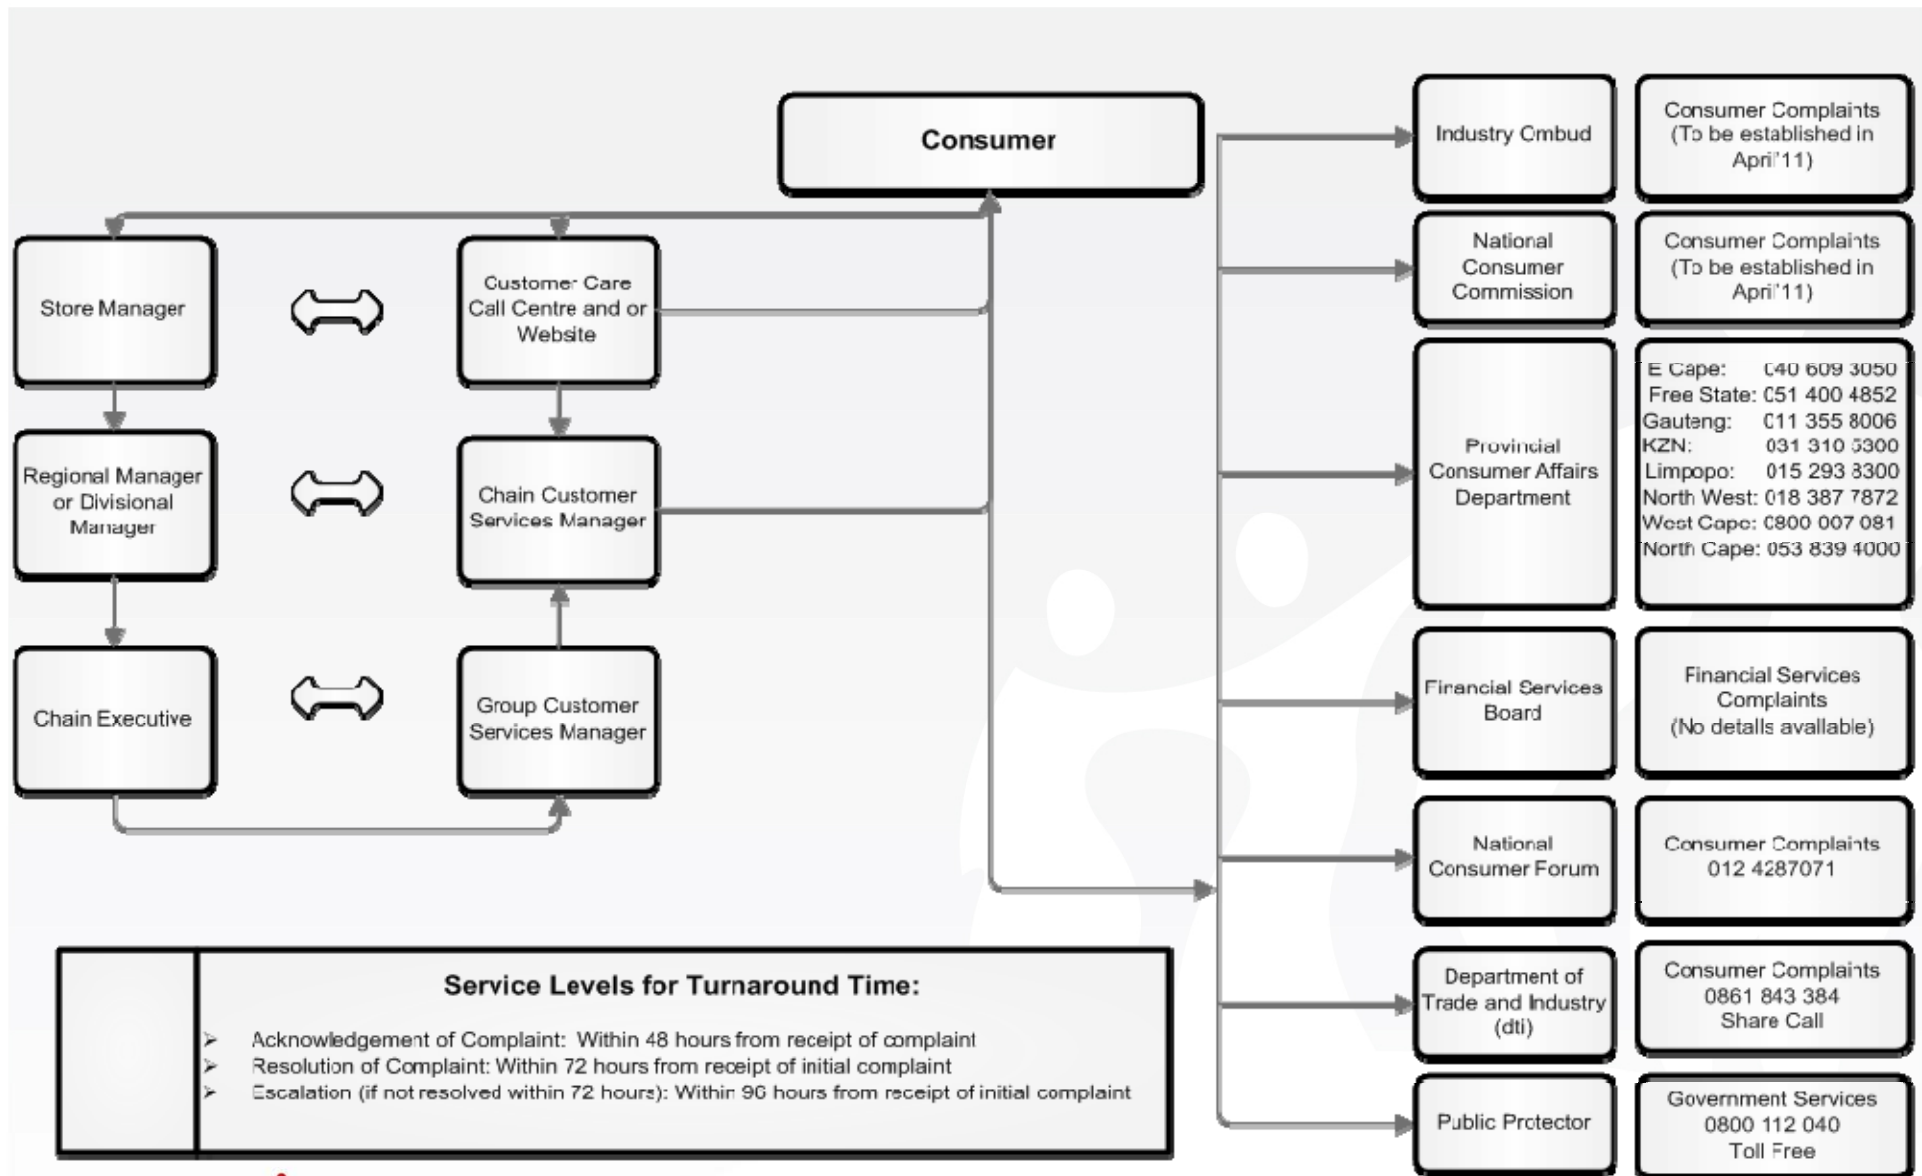 Consumer
Store Manager
Customer Care
Call Centre and or
Website
Regional Manager
or Divisional
Manager
Chain Customer
Services Manager
Chain Executive
Group Customer
Services Manager
Industry Ombud
Consumer Complaints
(To be established in
April'11)
National
Consumer
Commission
Consumer Complaints
(To be established in
April'11)
Provincial
Consumer Affairs
Department
E Cape: 040 609 3050
Free State: 051 400 4852
Gauteng: 011 355 8006
KZN: 031 310 5300
Limpopo: 015 293 8300
North West: 018 387 7872
West Cape: 0800 007 081
North Cape: 053 839 4000
Financial Services
Board
Financial Services
Complaints
(No details available)
National
Consumer Forum
Consumer Complaints
012 4287071
Department of
Trade and Industry
(dti)
Consumer Complaints
0861 843 384
Share Call
Public Protector
Government Services
0800 112 040
Toll Free
Service Levels for Turnaround Time:
➢ Acknowledgement of Complaint: Within 48 hours from receipt of complaint
➢ Resolution of Complaint: Within 72 hours from receipt of initial complaint
➢ Escalation (if not resolved within 72 hours): Within 96 hours from receipt of initial complaint